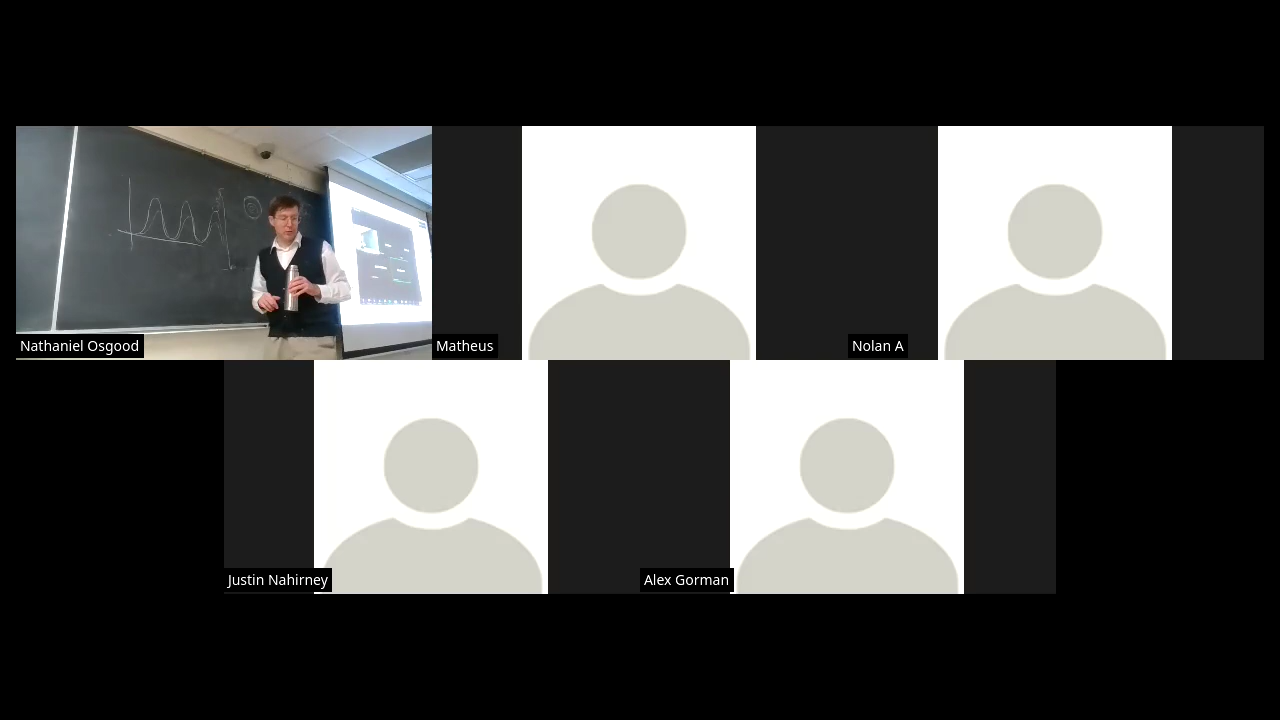 Nathaniel Osgood
Matheus
Nolan A
Justin Nahirney
Alex Gorman